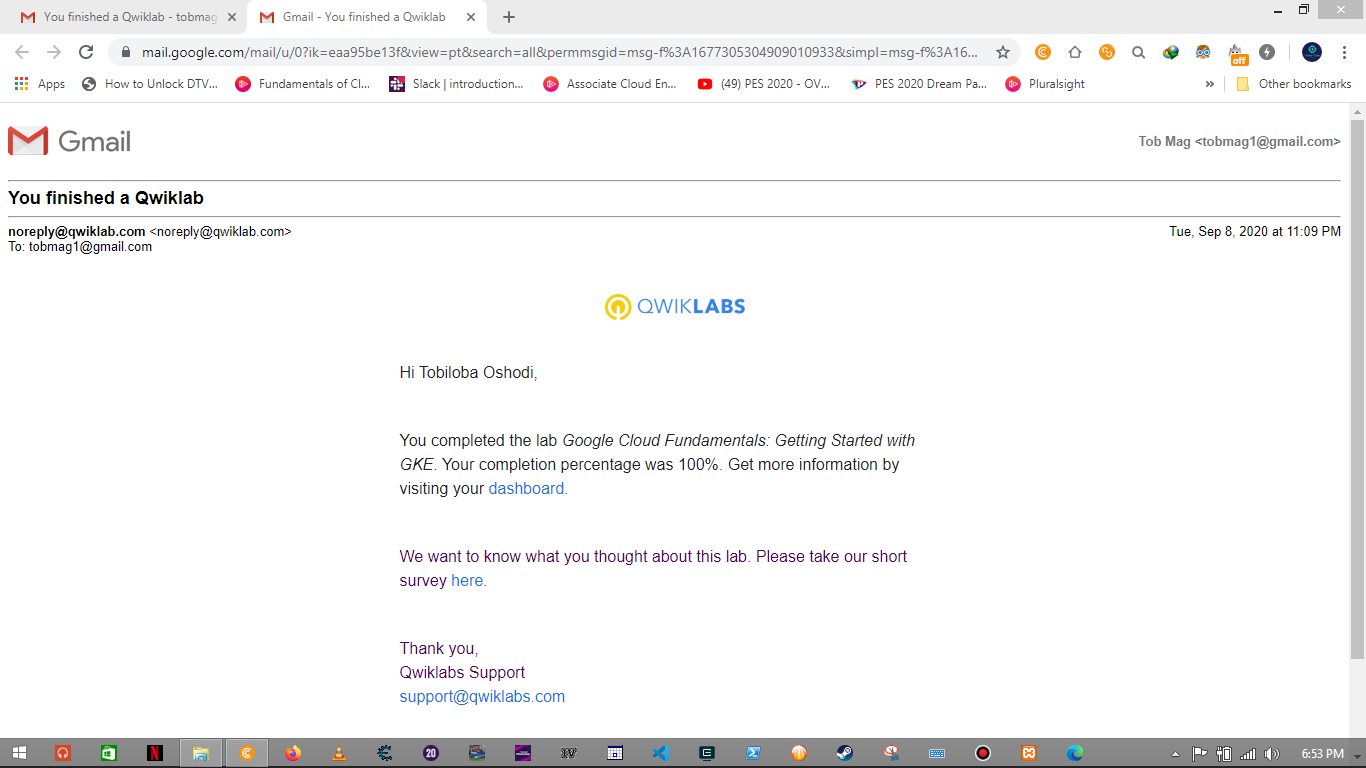 You finished a Qwiklab - tobmag
Gmail - You finished a Qwiklab
mail.google.com/mail/u/0?ik=eaa95be13f&view=pt&search=all&permmsgid=msg-f%3A1677305304909010933&simpl=msg-f%3A16...
off
Apps
How to Unlock DTV...
Fundamentals of Cl...
Slack | introduction...
Associate Cloud En...
(49) PES 2020 - OV...
PES 2020 Dream Pa...
Pluralsight
»
Other bookmarks
Gmail
Tob Mag <tobmag1@gmail.com>
You finished a Qwiklab
noreply@qwiklab.com <noreply@qwiklab.com>
Tue, Sep 8, 2020 at 11:09 PM
To: tobmag1@gmail.com
QWIKLABS
Hi Tobiloba Oshodi,
You completed the lab Google Cloud Fundamentals: Getting Started with
GKE. Your completion percentage was 100%. Get more information by
visiting your dashboard.
We want to know what you thought about this lab. Please take our short
survey here.
Thank you,
Qwiklabs Support
support@qwiklabs.com
20
6:53 PM